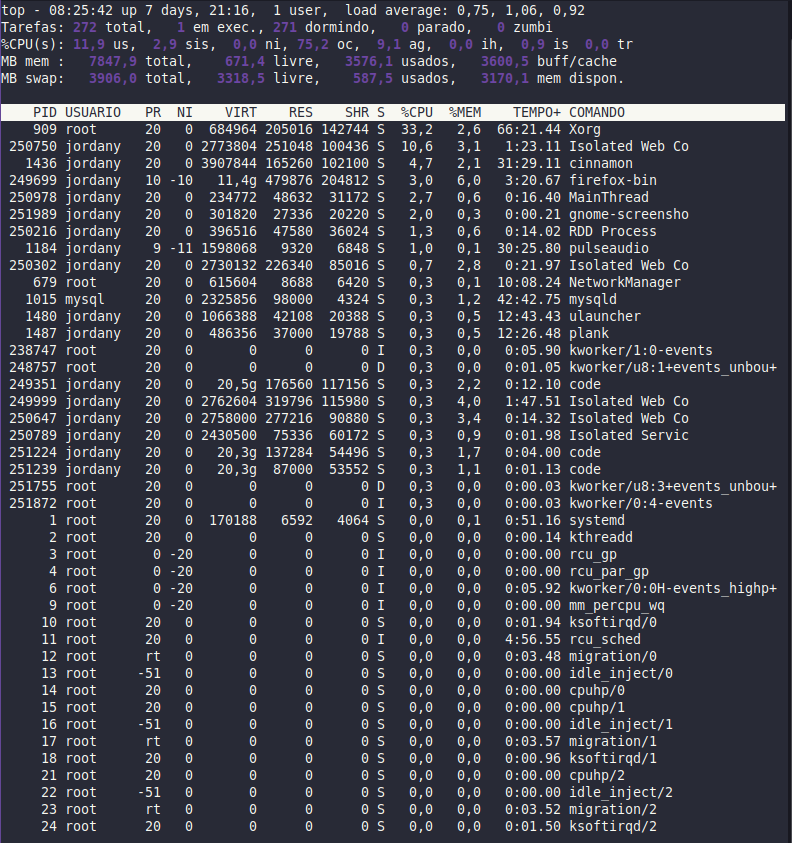 top - 08:25:42 up 7 days, 21:16,  1 user,  load average: 0,75, 1,06, 0,92
Tarefas: 272 total,   1 em exec., 271 dormindo,   0 parado,   0 zumbi
%CPU(s): 11,9 us,  2,9 sis,  0,0 ni, 75,2 oc,  9,1 ag,  0,0 ih,  0,9 is  0,0 tr
MB mem :   7847,9 total,    671,4 livre,   3576,1 usados,   3600,5 buff/cache
MB swap:   3906,0 total,   3318,5 livre,    587,5 usados,   3170,1 mem dispon.
PID USUARIO   PR  NI    VIRT    RES    SHR S  %CPU  %MEM    TEMPO+ COMANDO
909 root      20   0  684964 205016 142744 S  33,2   2,6  66:21.44 Xorg
250750 jordany   20   0 2773804 251048 100436 S  10,6   3,1   1:23.11 Isolated Web Co
1436 jordany   20   0 3907844 165260 102100 S   4,7   2,1  31:29.11 cinnamon
249699 jordany   10 -10   11,4g 479876 204812 S   3,0   6,0   3:20.67 firefox-bin
250978 jordany   20   0  234772  48632  31172 S   2,7   0,6   0:16.40 MainThread
251989 jordany   20   0  301820  27336  20220 S   2,0   0,3   0:00.21 gnome-screensho
250216 jordany   20   0  396516  47580  36024 S   1,3   0,6   0:14.02 RDD Process
1184 jordany    9 -11 1598068   9320   6848 S   1,0   0,1  30:25.80 pulseaudio
250302 jordany   20   0 2730132 226340  85016 S   0,7   2,8   0:21.97 Isolated Web Co
679 root      20   0  615604   8688   6420 S   0,3   0,1  10:08.24 NetworkManager
1015 mysql     20   0 2325856  98000   4324 S   0,3   1,2  42:42.75 mysqld
1480 jordany   20   0 1066388  42108  20388 S   0,3   0,5  12:43.43 ulauncher
1487 jordany   20   0  486356  37000  19788 S   0,3   0,5  12:26.48 plank
238747 root      20   0       0      0      0 I   0,3   0,0   0:05.90 kworker/1:0-events
248757 root      20   0       0      0      0 D   0,3   0,0   0:01.05 kworker/u8:1+events_unbou+
249351 jordany   20   0   20,5g 176560 117156 S   0,3   2,2   0:12.10 code
249999 jordany   20   0 2762604 319796 115980 S   0,3   4,0   1:47.51 Isolated Web Co
250647 jordany   20   0 2758000 277216  90880 S   0,3   3,4   0:14.32 Isolated Web Co
250789 jordany   20   0 2430500  75336  60172 S   0,3   0,9   0:01.98 Isolated Servic
251224 jordany   20   0   20,3g 137284  54496 S   0,3   1,7   0:04.00 code
251239 jordany   20   0   20,3g  87000  53552 S   0,3   1,1   0:01.13 code
251755 root      20   0       0      0      0 D   0,3   0,0   0:00.03 kworker/u8:3+events_unbou+
251872 root      20   0       0      0      0 I   0,3   0,0   0:00.03 kworker/0:4-events
1 root      20   0  170188   6592   4064 S   0,0   0,1   0:51.16 systemd
2 root      20   0       0      0      0 S   0,0   0,0   0:00.14 kthreadd
3 root       0 -20       0      0      0 I   0,0   0,0   0:00.00 rcu_gp
4 root       0 -20       0      0      0 I   0,0   0,0   0:00.00 rcu_par_gp
6 root       0 -20       0      0      0 I   0,0   0,0   0:05.92 kworker/0:0H-events_highp+
9 root       0 -20       0      0      0 I   0,0   0,0   0:00.00 mm_percpu_wq
10 root      20   0       0      0      0 S   0,0   0,0   0:01.94 ksoftirqd/0
11 root      20   0       0      0      0 I   0,0   0,0   4:56.55 rcu_sched
12 root      rt   0       0      0      0 S   0,0   0,0   0:03.48 migration/0
13 root     -51   0       0      0      0 S   0,0   0,0   0:00.00 idle_inject/0
14 root      20   0       0      0      0 S   0,0   0,0   0:00.00 cpuhp/0
15 root      20   0       0      0      0 S   0,0   0,0   0:00.00 cpuhp/1
16 root     -51   0       0      0      0 S   0,0   0,0   0:00.00 idle_inject/1
17 root      rt   0       0      0      0 S   0,0   0,0   0:03.57 migration/1
18 root      20   0       0      0      0 S   0,0   0,0   0:00.96 ksoftirqd/1
21 root      20   0       0      0      0 S   0,0   0,0   0:00.00 cpuhp/2
22 root     -51   0       0      0      0 S   0,0   0,0   0:00.00 idle_inject/2
23 root      rt   0       0      0      0 S   0,0   0,0   0:03.52 migration/2
24 root      20   0       0      0      0 S   0,0   0,0   0:01.50 ksoftirqd/2